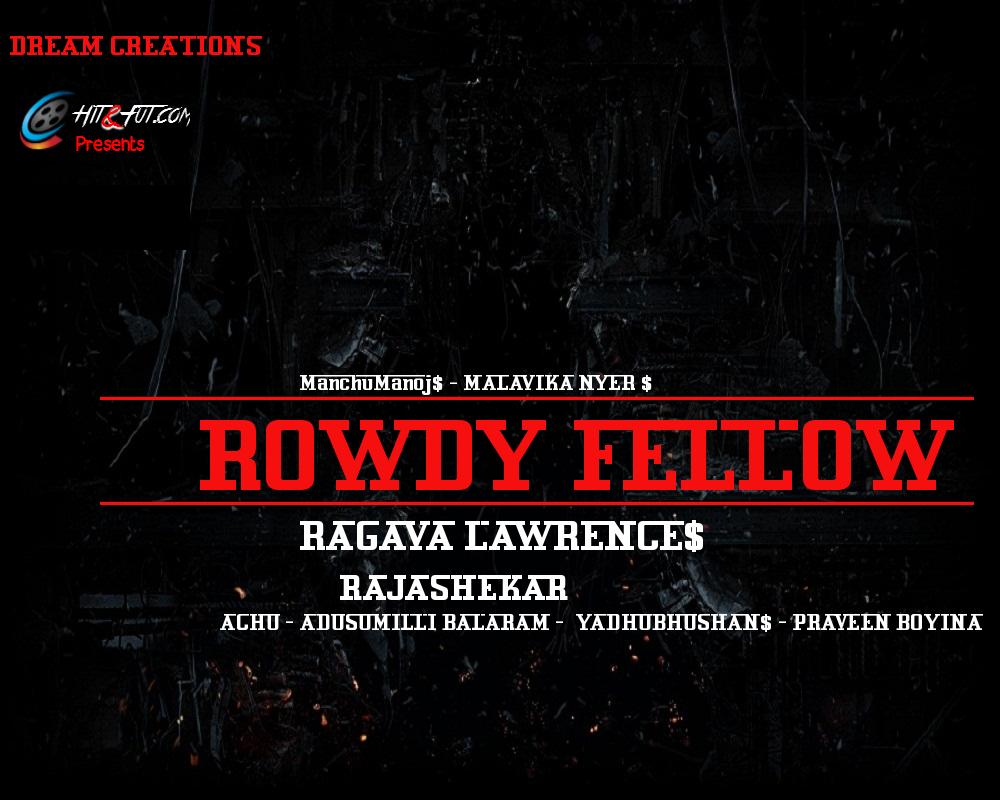 DREAM CREATIONS
HIT&FUT.COM
Presents
ManchuManoj$ - MALAVIKA NYER $
ROWDY FELLOW
RAGAVA LAWRENCE$
RAJASHEKAR
ACHU - ADUSUMILLI BALARAM - YADHUBHUSHAN$ - PRAVEEN BOYINA